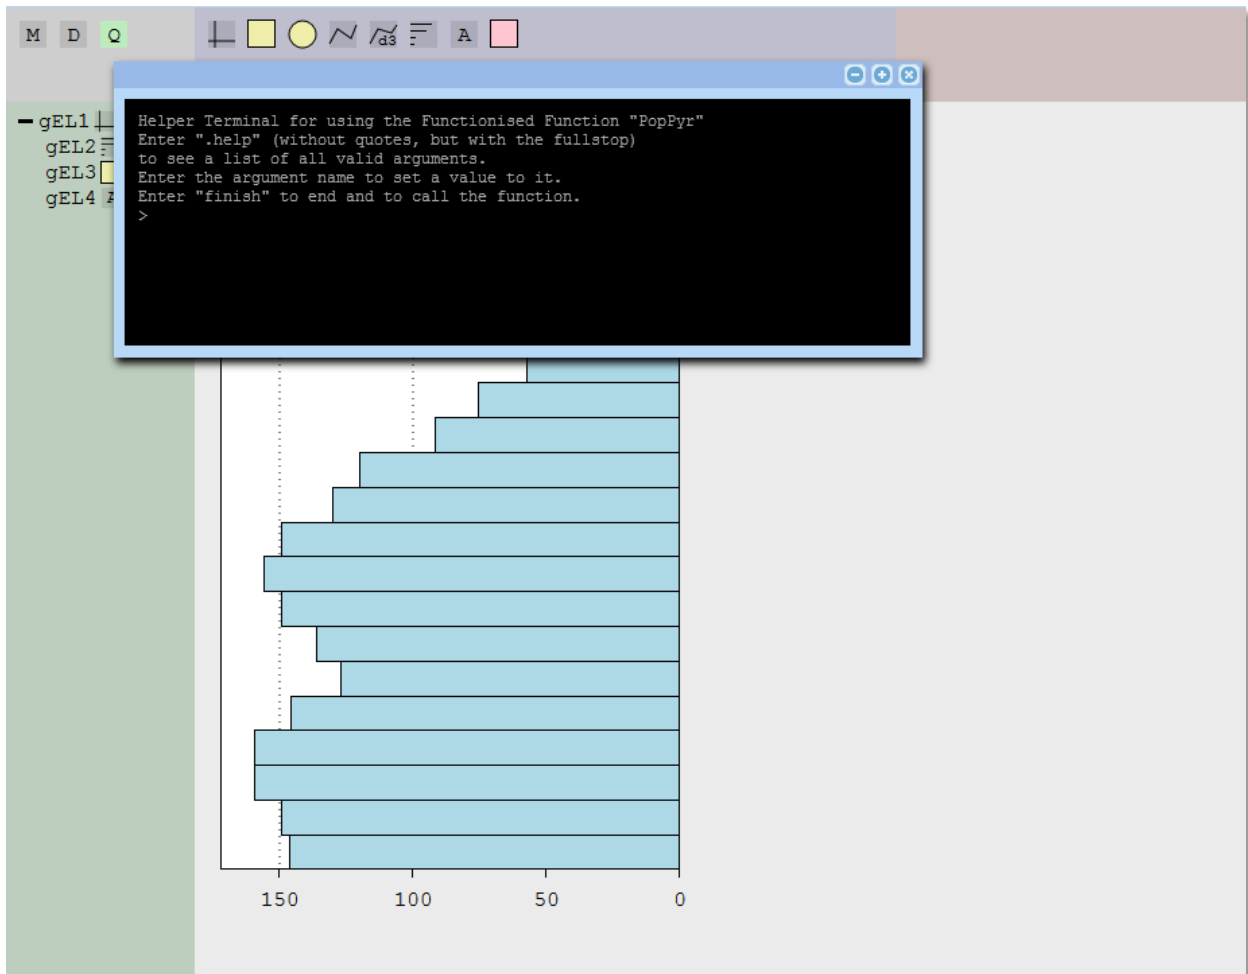 M D Q
A
d3
Helper Terminal for using the Functionised Function "PopPyr"
Enter ".help" (without quotes, but with the fullstop)
to see a list of all valid arguments.
Enter the argument name to set a value to it.
Enter "finish" to end and to call the function.
>
gEL1
gEL2
gEL3
gEL4
150 100 50 0